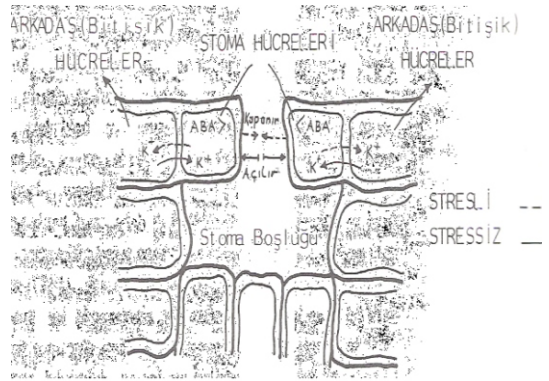 ARKADAŞ(Bitişik)
HÜCRELER
STOMA HÜCRELERİ
ARKADAŞ(Bitişik)
HÜCRELER
ABA
Kapanır
ABA
K+
Açılır
K+
K+
Stoma Boşluğu
STRESLİ
STRESSİZ